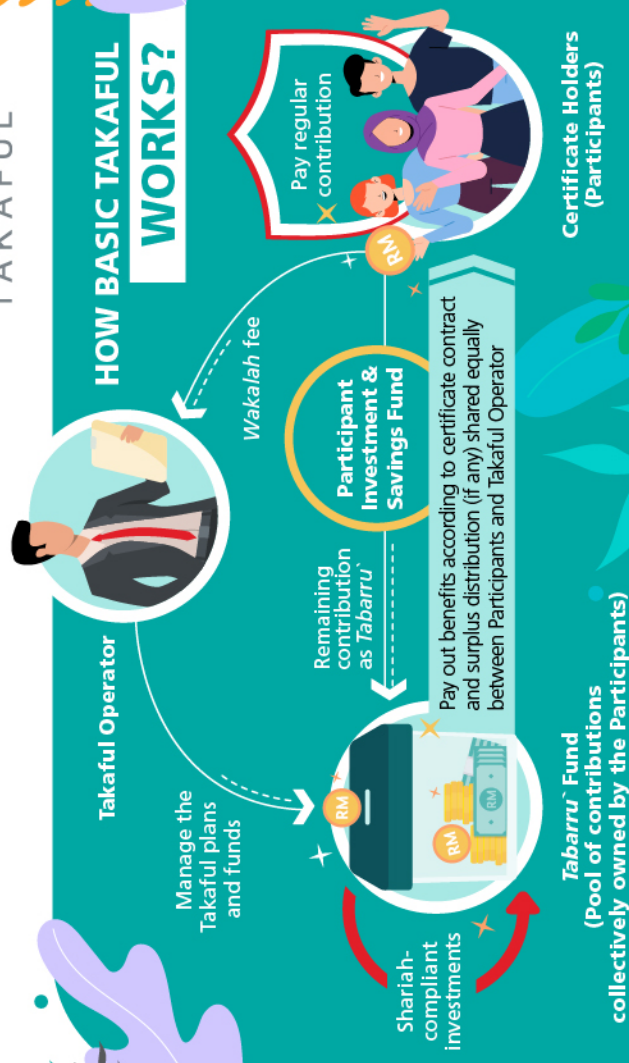 TAKAFUL
HOW BASIC TAKAFUL
WORKS?
Takaful Operator
Manage the
Takaful plans
and funds
Wakalah fee
Pay regular
contribution
RM
Participant
Investment &
Savings Fund
Remaining
contribution
as Tabarru`
RM
RM
RM
Shariah-
compliant
investments
Pay out benefits according to certificate contract
and surplus distribution (if any) shared equally
between Participants and Takaful Operator
Tabarru` Fund
(Pool of contributions
collectively owned by the Participants)
Certificate Holders
(Participants)